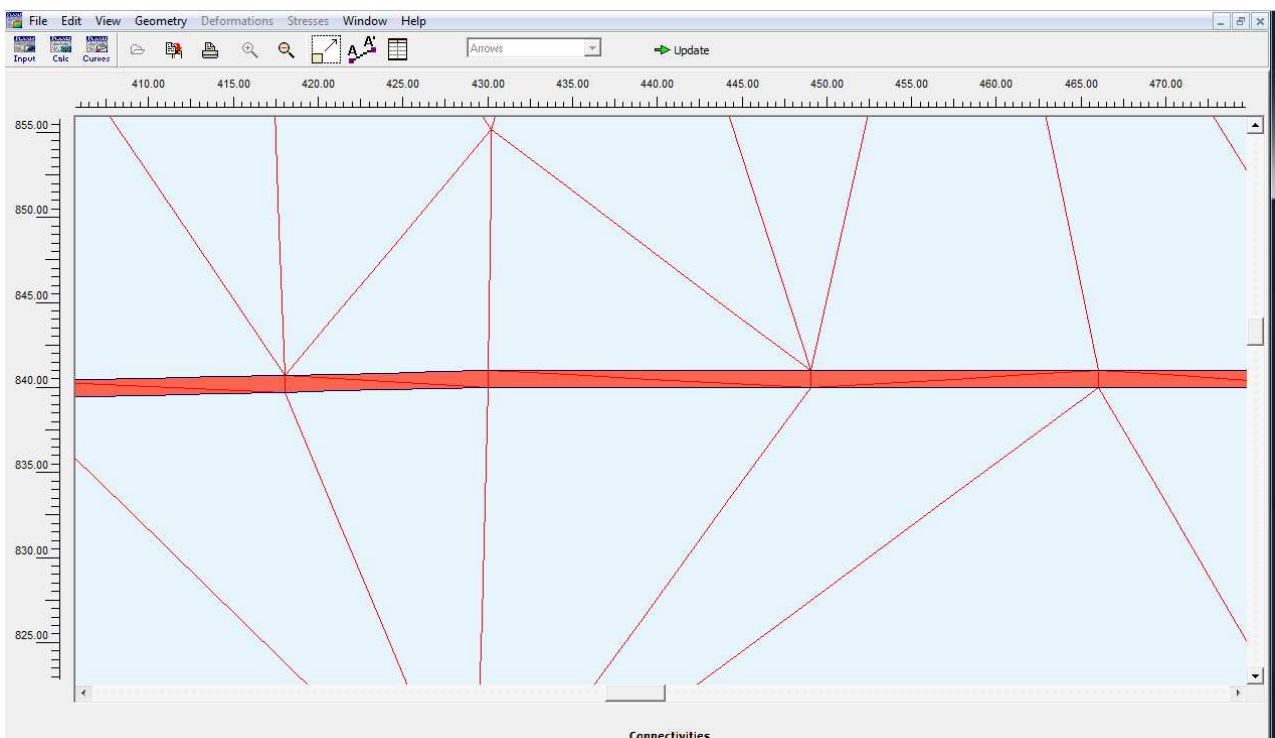 File Edit View Geometry Deformations Stresses Window Help
Input Calc Curves A A' Arrows Update
410.00 415.00 420.00 425.00 430.00 435.00 440.00 445.00 450.00 455.00 460.00 465.00 470.00
855.00
850.00
845.00
840.00
835.00
830.00
825.00
Connectivities